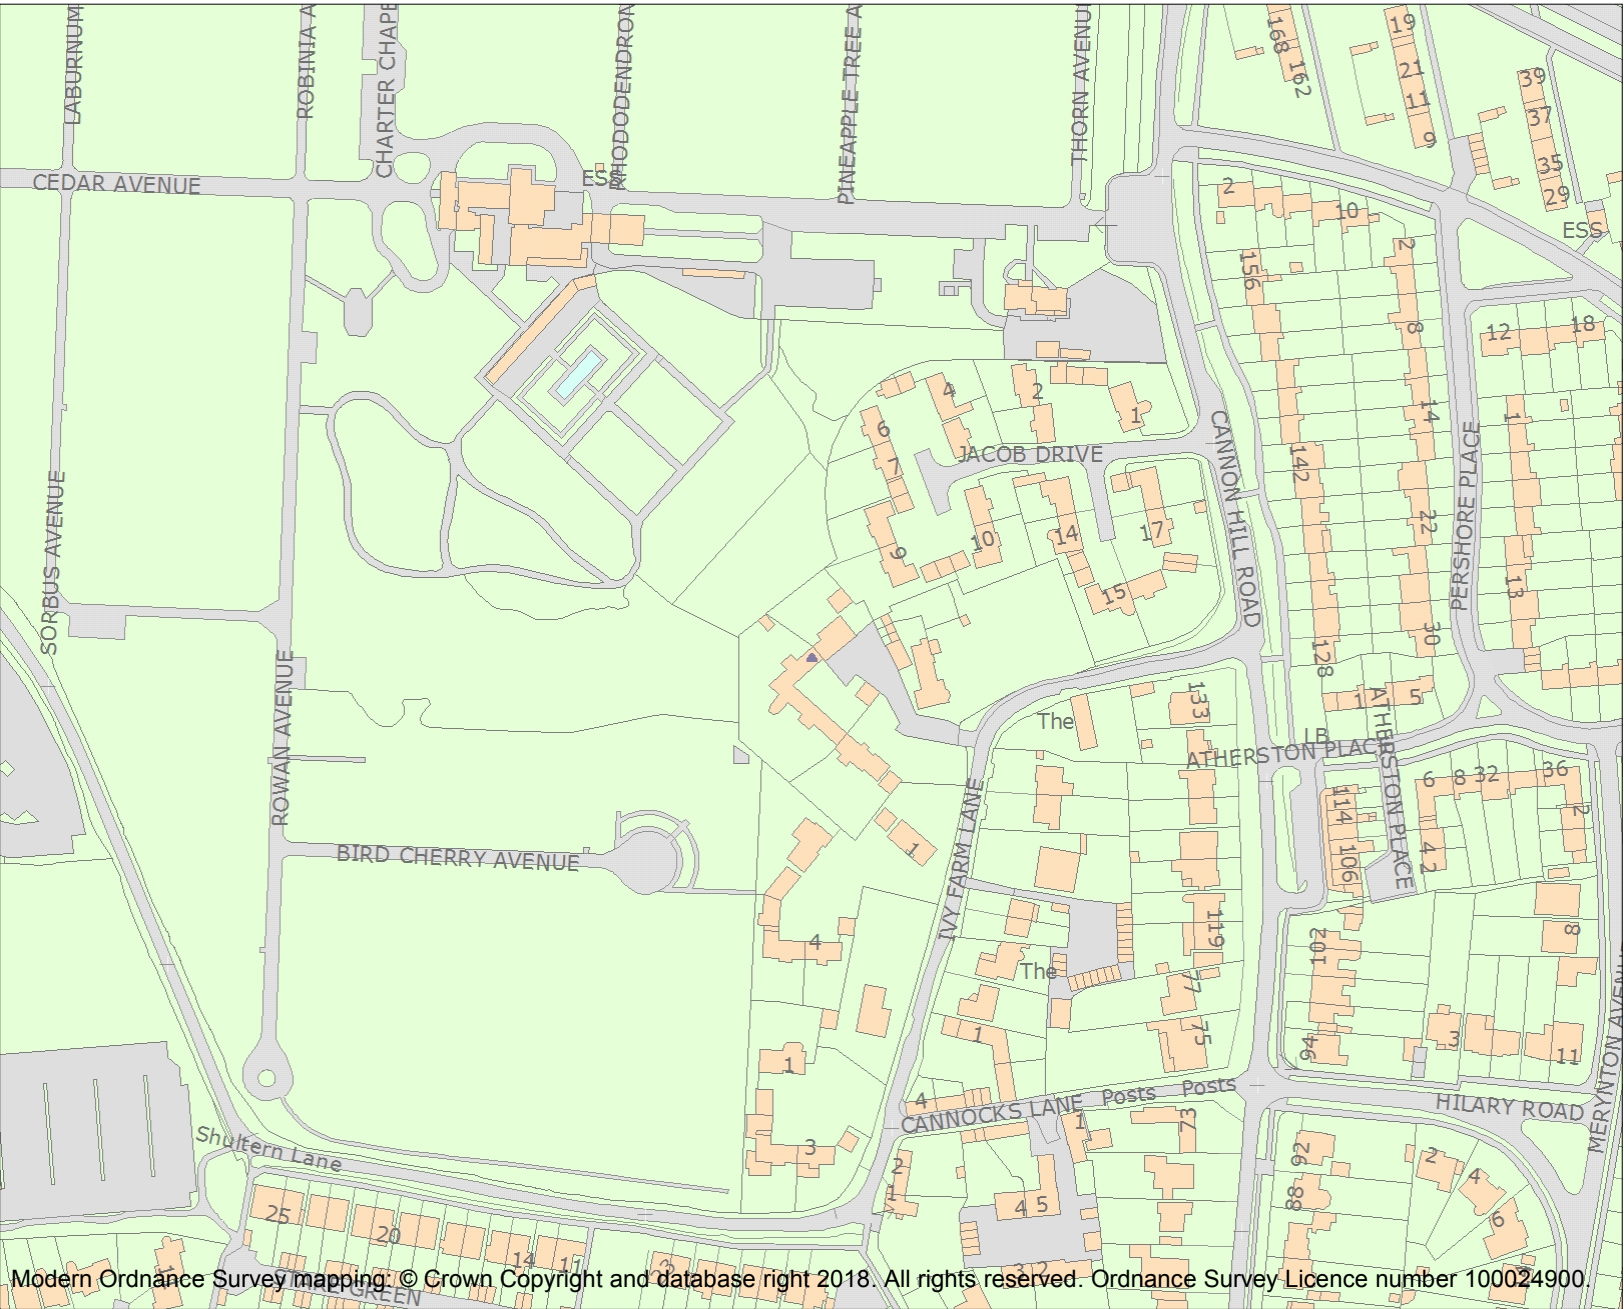 LABURNUM
ROBINIA A
CHARTER CHAPE
RHODODENDRON
PINEAPPLE TREE A
THORN AVENU
168
162
19
21
11
9
39
37
35
29
ESS
CEDAR AVENUE
ESS
2
10
2
156
8
12
18
4
2
1
6
7
JACOB DRIVE
CANNON HILL ROAD
142
14
22
PERSHORE PLACE
1
13
SORBUS AVENUE
9
10
14
17
15
30
128
ROWAN AVENUE
The
133
1
5
ATHERSTON PLACE
LB
ATHERSTON PLACE
6
8
32
36
2
114
106
4
2
BIRD CHERRY AVENUE
1
IVY FARM LANE
4
The
119
102
8
77
75
1
1
94
3
11
4
CANNOCKS LANE
Posts
Posts
HILARY ROAD
MERYNTON AVENUE
Shultern Lane
3
1
73
2
1
92
88
2
4
6
4
5
25
20
14
11
Modern Ordnance Survey mapping: © Crown Copyright and database right 2018. All rights reserved. Ordnance Survey Licence number 100024900.